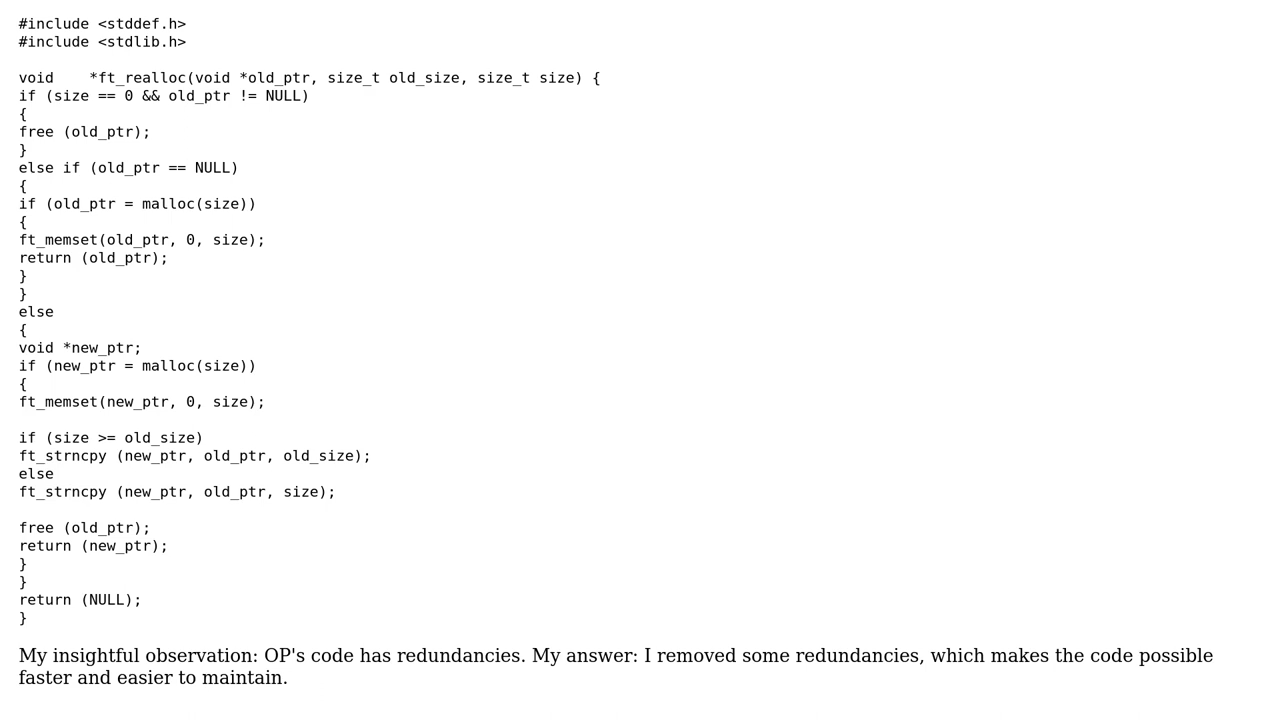 #include <stddef.h>
#include <stdlib.h>
void    *ft_realloc(void *old_ptr, size_t old_size, size_t size) {
if (size == 0 && old_ptr != NULL)
{
free (old_ptr);
}
else if (old_ptr == NULL)
{
if (old_ptr = malloc(size))
{
ft_memset(old_ptr, 0, size);
return (old_ptr);
}
}
else
{
void *new_ptr;
if (new_ptr = malloc(size))
{
ft_memset(new_ptr, 0, size);
if (size >= old_size)
ft_strncpy (new_ptr, old_ptr, old_size);
else
ft_strncpy (new_ptr, old_ptr, size);
free (old_ptr);
return (new_ptr);
}
}
return (NULL);
}
My insightful observation: OP's code has redundancies. My answer: I removed some redundancies, which makes the code possible
faster and easier to maintain.